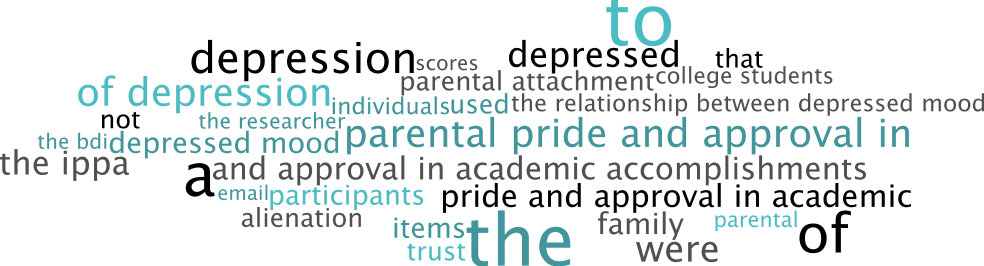 to
depression scores depressed that
of depression parental attachment college students
individuals used the relationship between depressed mood
not the researcher
the bdi depressed mood parental pride and approval in
the ippa a and approval in academic accomplishments
email participants pride and approval in academic
alienation items the family parental of
trust were